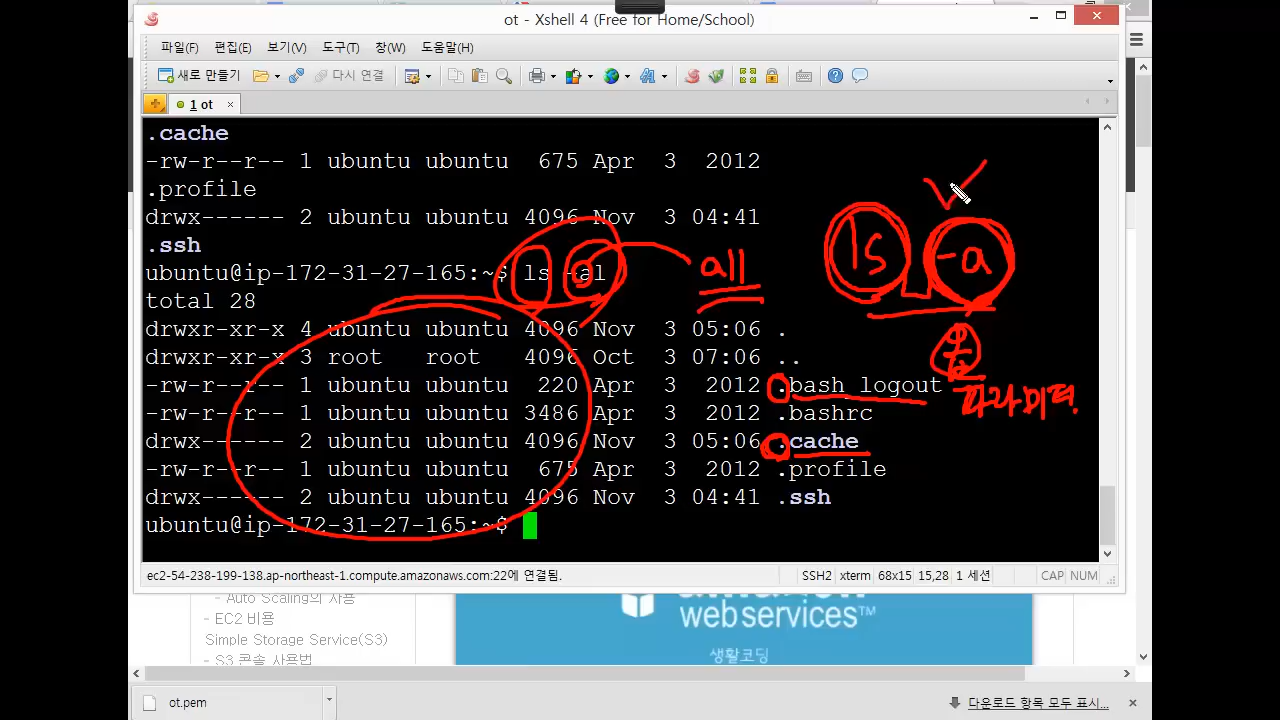 ot - Xshell 4 (Free for Home/School)
파일(F) 편집(E) 보기(V) 도구(T) 창(W) 도움말(H)
새로 만들기 다시 연결
1 ot
.cache
-rw-r--r-- 1 ubuntu ubuntu 675 Apr 3 2012
.profile
drwx------ 2 ubuntu ubuntu 4096 Nov 3 04:41
.ssh
ubuntu@ip-172-31-27-165:~$ ls -al
total 28
drwxr-xr-x 4 ubuntu ubuntu 4096 Nov 3 05:06 .
drwxr-xr-x 3 root root 4096 Oct 3 07:06 ..
-rw-r--r-- 1 ubuntu ubuntu 220 Apr 3 2012 .bash_logout
-rw-r--r-- 1 ubuntu ubuntu 3486 Apr 3 2012 .bashrc
drwx------ 2 ubuntu ubuntu 4096 Nov 3 05:06 .cache
-rw-r--r-- 1 ubuntu ubuntu 675 Apr 3 2012 .profile
drwx------ 2 ubuntu ubuntu 4096 Nov 3 04:41 .ssh
ubuntu@ip-172-31-27-165:~$
all
ls -a
파라미터
ec2-54-238-199-138.ap-northeast-1.compute.amazonaws.com:22에 연결됨. SSH2 xterm 68x15 15,28 1 세션 CAP NUM
- Auto Scaling의 사용
- EC2 비용
Simple Storage Service(S3)
- S3 콘솔 사용법
amazon
webservices™
생활코딩
ot.pem
다운로드 항목 모두 표시...